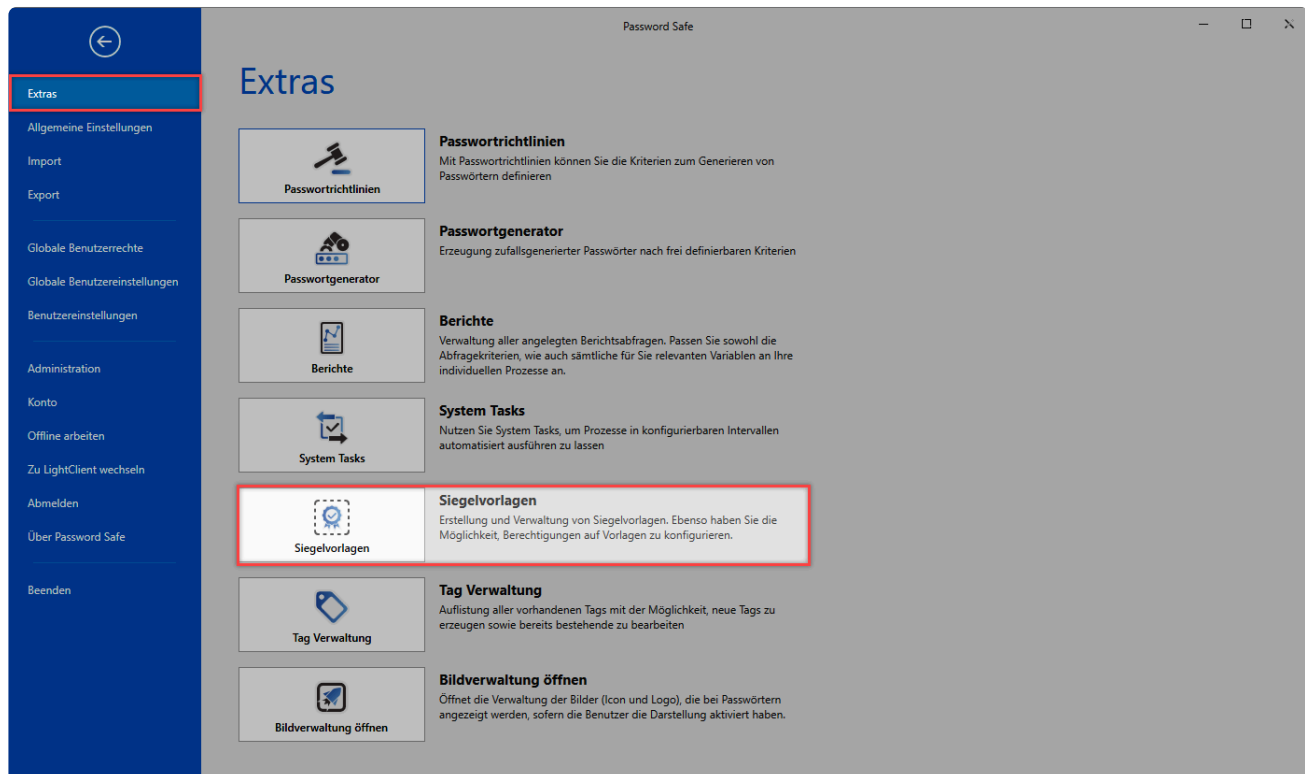 Password Safe
Extras
Allgemeine Einstellungen
Import
Export
Globale Benutzerrechte
Globale Benutzereinstellungen
Benutzereinstellungen
Administration
Konto
Offline arbeiten
Zu LightClient wechseln
Abmelden
Über Password Safe
Beenden
Extras
Passwortrichtlinien
Passwortrichtlinien
Mit Passwortrichtlinien können Sie die Kriterien zum Generieren von
Passwörtern definieren
Passwortgenerator
Passwortgenerator
Erzeugung zufallsgenerierter Passwörter nach frei definierbaren Kriterien
Berichte
Berichte
Verwaltung aller angelegten Berichtsabfragen. Passen Sie sowohl die
Abfragekriterien, wie auch sämtliche für Sie relevanten Variablen an Ihre
individuellen Prozesse an.
System Tasks
System Tasks
Nutzen Sie System Tasks, um Prozesse in konfigurierbaren Intervallen
automatisiert ausführen zu lassen
Siegelvorlagen
Siegelvorlagen
Erstellung und Verwaltung von Siegelvorlagen. Ebenso haben Sie die
Möglichkeit, Berechtigungen auf Vorlagen zu konfigurieren.
Tag Verwaltung
Tag Verwaltung
Auflistung aller vorhandenen Tags mit der Möglichkeit, neue Tags zu
erzeugen sowie bereits bestehende zu bearbeiten
Bildverwaltung öffnen
Bildverwaltung öffnen
Öffnet die Verwaltung der Bilder (Icon und Logo), die bei Passwörtern
angezeigt werden, sofern die Benutzer die Darstellung aktiviert haben.